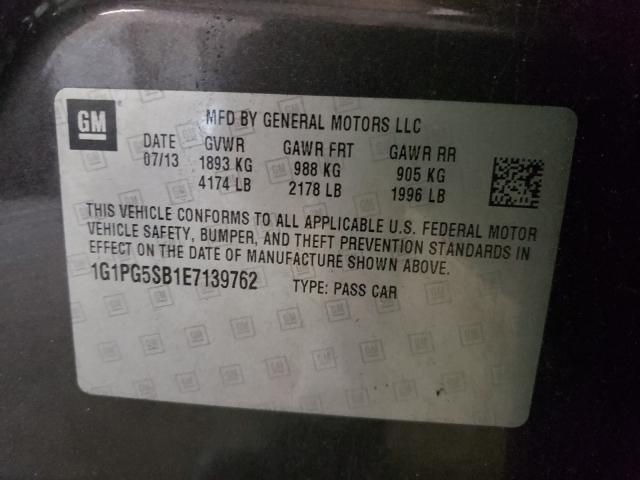 GM
MFD BY GENERAL MOTORS LLC
DATE GVWR GAWR FRT GAWR RR
07/13 1893 KG 988 KG 905 KG
4174 LB 2178 LB 1996 LB
THIS VEHICLE CONFORMS TO ALL APPLICABLE U.S. FEDERAL MOTOR
VEHICLE SAFETY, BUMPER, AND THEFT PREVENTION STANDARDS IN
EFFECT ON THE DATE OF MANUFACTURE SHOWN ABOVE.
1G1PG5SB1E7139762 TYPE: PASS CAR